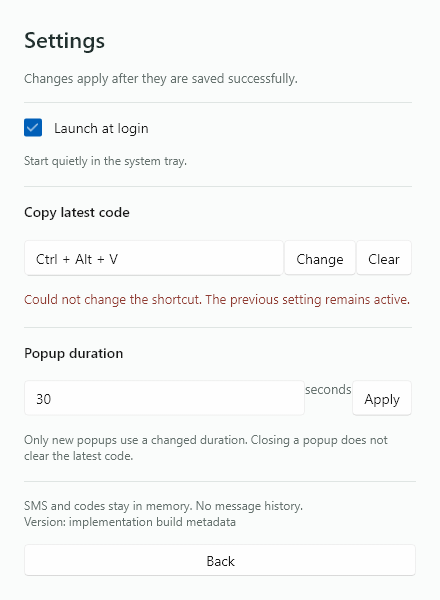 Settings
Changes apply after they are saved successfully.
Launch at login
Start quietly in the system tray.
Copy latest code
Ctrl + Alt + V Change Clear
Could not change the shortcut. The previous setting remains active.
Popup duration
30 seconds Apply
Only new popups use a changed duration. Closing a popup does not
clear the latest code.
SMS and codes stay in memory. No message history.
Version: implementation build metadata
Back